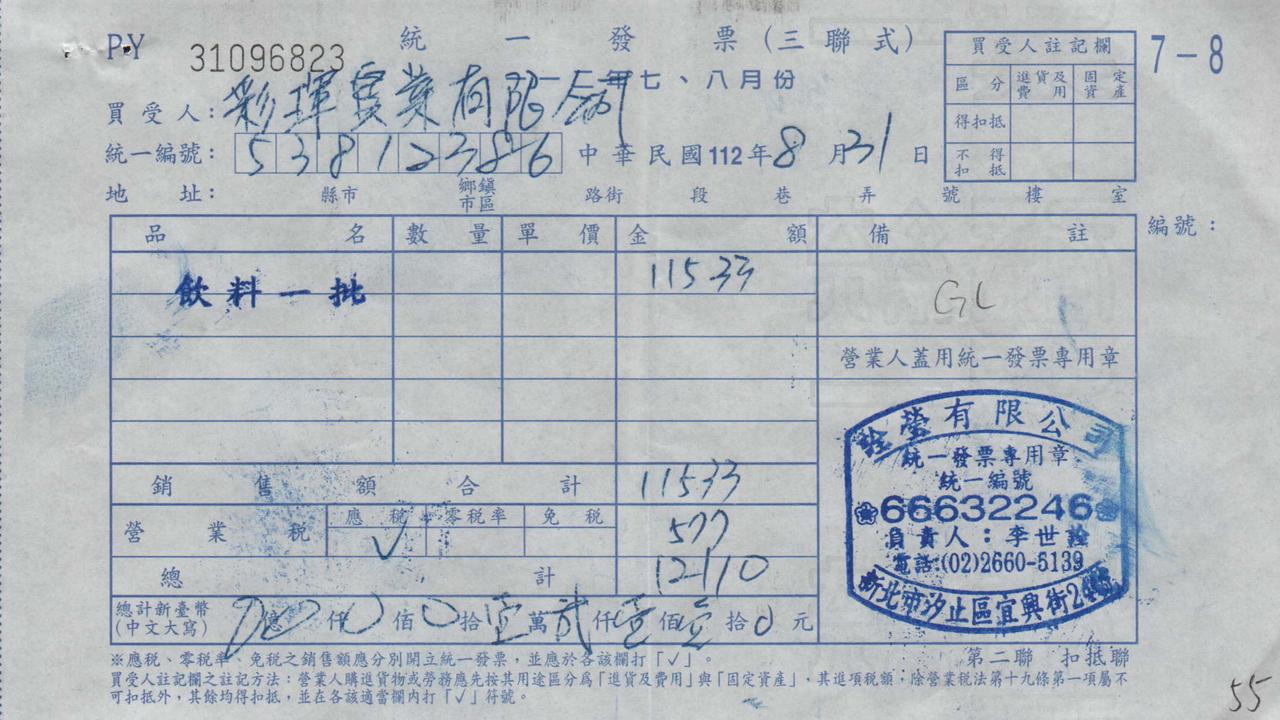 PY 31096823 統一發票(三聯式) 7-8
年七、八月份
買受人: 彩琿實業有限公司
統一編號: 53812386 中華民國112年8月31日
地址: 縣市 鄉鎮市區 路街 段 巷 弄 號 樓 室
買受人註記欄
區分 進貨及費用 固定資產
得扣抵
不得扣抵
品名 數量 單價 金額 備註 編號:
飲料一批 11533 GL
營業人蓋用統一發票專用章
銷售額合計 11533
應稅 零稅率 免稅
營業稅 ✓ 577
總計 12110
總計新臺幣(中文大寫) 0億0仟0佰0拾壹萬貳仟壹佰壹拾0元
詮瑩有限公司
統一發票專用章
統一編號
66632246
負責人:李世詮
電話:(02)2660-5139
新北市汐止區宜興街24號
※應稅、零稅率、免稅之銷售額應分別開立統一發票,並應於各該欄打「✓」。 第二聯 扣抵聯
買受人註記欄之註記方法:營業人購進貨物或勞務應先按其用途區分為「進貨及費用」與「固定資產」,其進項稅額,除營業稅法第十九條第一項屬不
可扣抵外,其餘均得扣抵,並在各該適當欄內打「✓」符號。
55